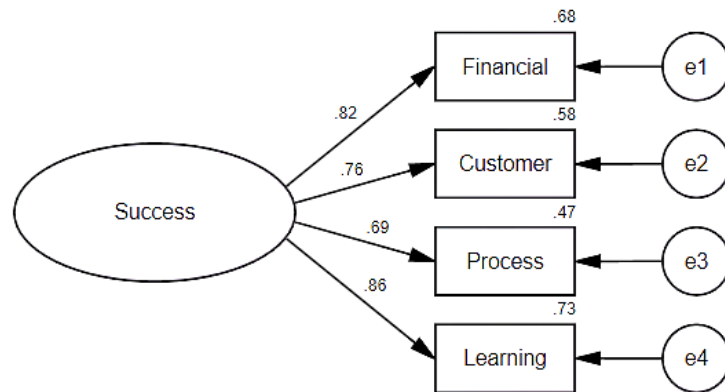 .68
Financial
e1
.82
.58
Customer
e2
.76
.47
Success
.69
Process
e3
.86
.73
Learning
e4